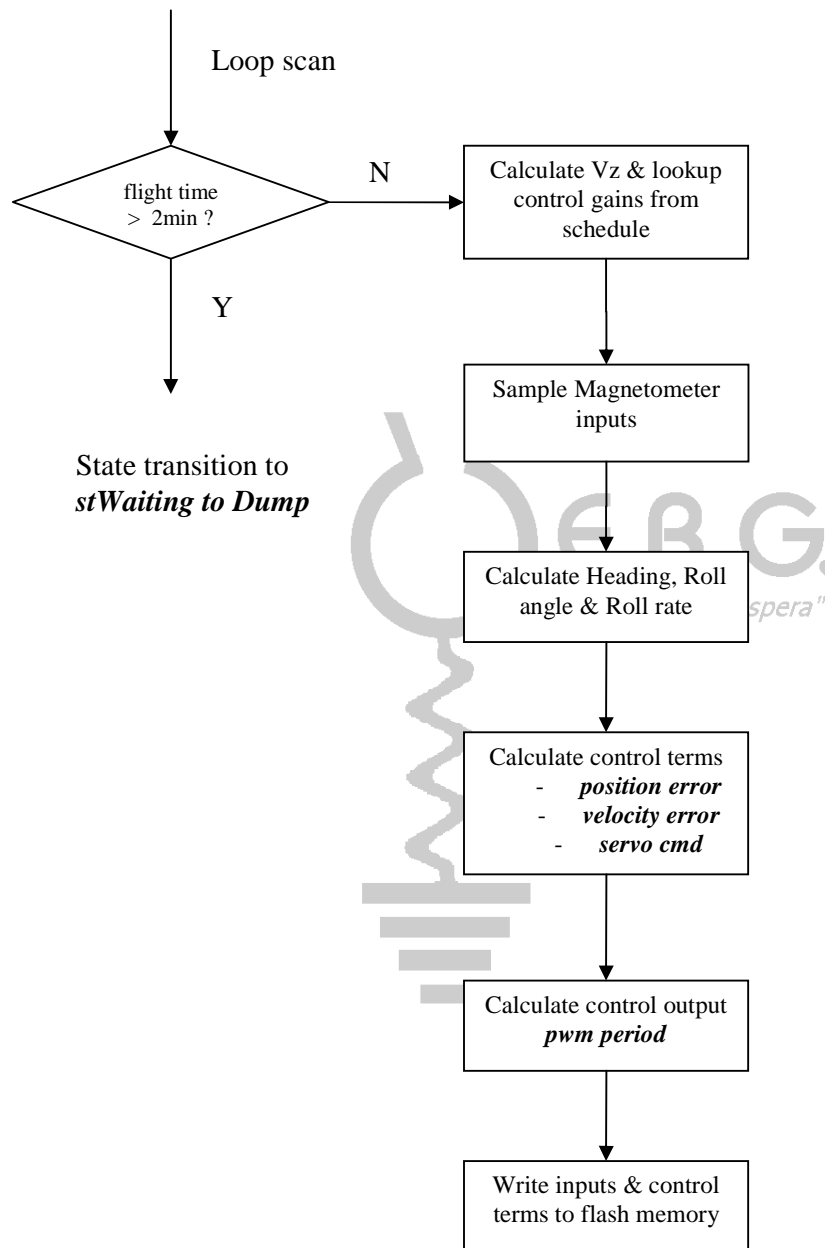 Loop scan
flight time
> 2min ?
N
Calculate Vz & lookup
control gains from
schedule
Y
State transition to
stWaiting to Dump
Sample Magnetometer
inputs
E B G.
Calculate Heading, Roll
angle & Roll rate
spera"
Calculate control terms
- position error
- velocity error
- servo cmd
Calculate control output
pwm period
Write inputs & control
terms to flash memory